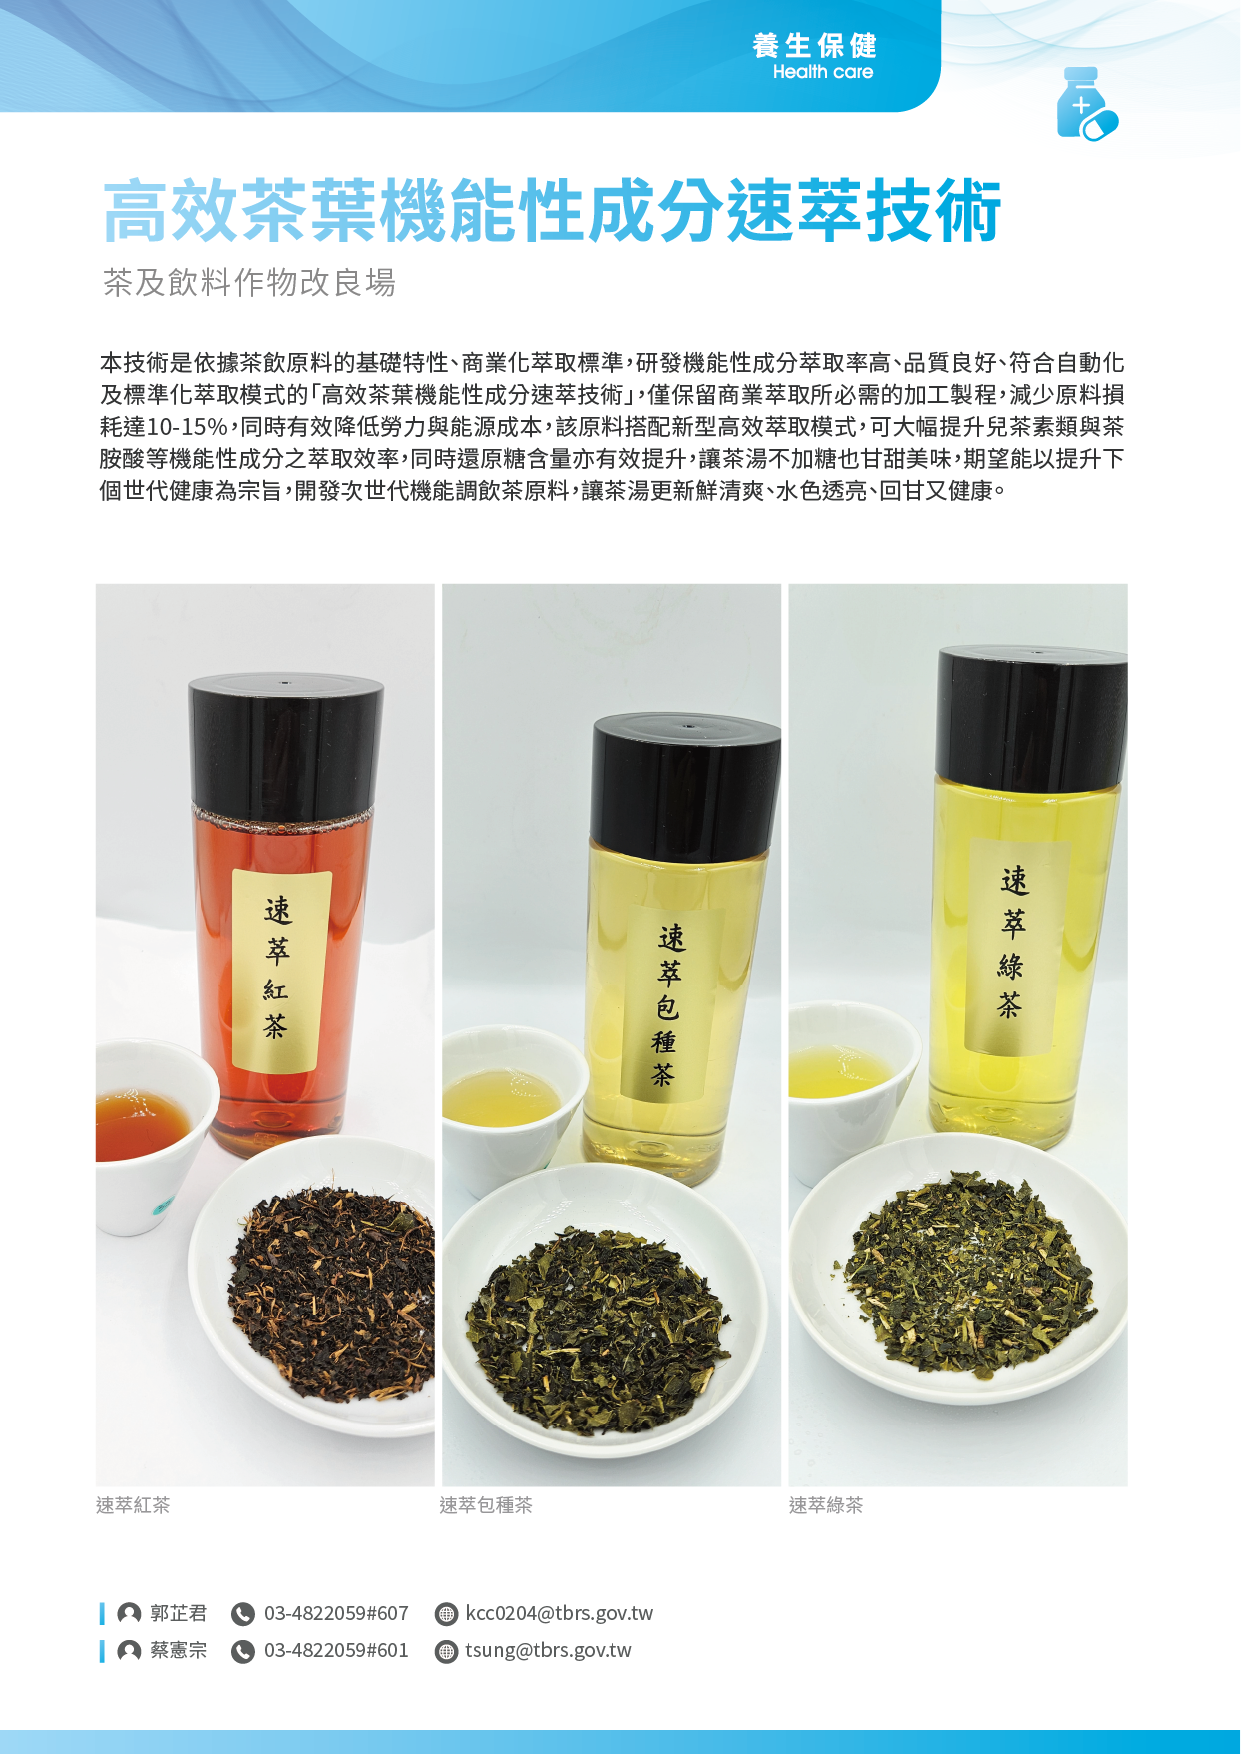 養生保健
Health care
高效茶葉機能性成分速萃技術
茶及飲料作物改良場
本技術是依據茶飲原料的基礎特性、商業化萃取標準，研發機能性成分萃取率高、品質良好、符合自動化
及標準化萃取模式的「高效茶葉機能性成分速萃技術」，僅保留商業萃取所必需的加工製程，減少原料損
耗達10-15%，同時有效降低勞力與能源成本，該原料搭配新型高效萃取模式，可大幅提升兒茶素類與茶
胺酸等機能性成分之萃取效率，同時還原糖含量亦有效提升，讓茶湯不加糖也甘甜美味，期望能以提升下
個世代健康為宗旨，開發次世代機能調飲茶原料，讓茶湯更新鮮清爽、水色透亮、回甘又健康。
速萃紅茶
速萃包種茶
速萃綠茶
速萃紅茶
速萃包種茶
速萃綠茶
郭芷君 03-4822059#607 kcc0204@tbrs.gov.tw
蔡憲宗 03-4822059#601 tsung@tbrs.gov.tw